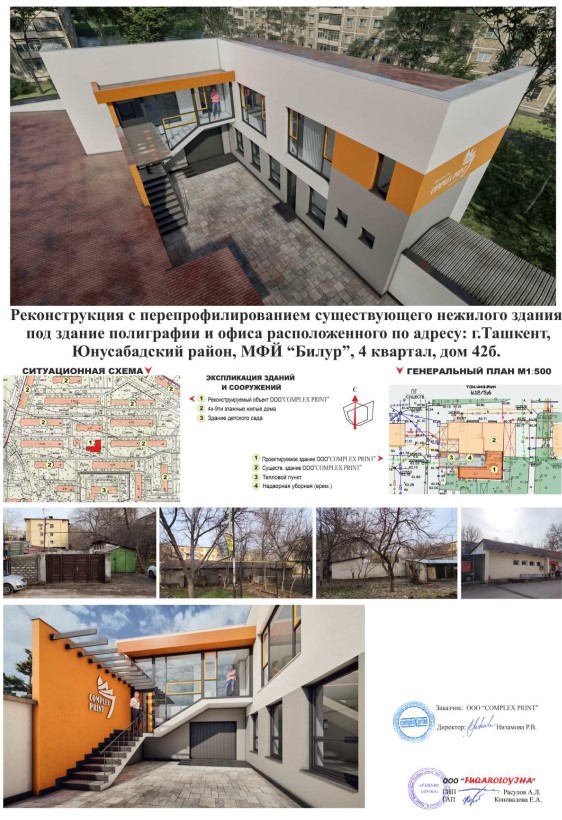 COMPLEX PRINT
Реконструкция с перепрофилированием существующего нежилого здания
под здание полиграфии и офиса расположенного по адресу: г.Ташкент,
Юнусабадский район, МФЙ “Билур”, 4 квартал, дом 42б.
СИТУАЦИОННАЯ СХЕМА
ЭКСПЛИКАЦИЯ ЗДАНИЙ
И СООРУЖЕНИЙ
1 Реконструируемый объект ООО"COMPLEX PRINT"
2 4х-9ти этажные жилые дома
3 Здание детского сада
С
1 Проектируемое здание ООО"COMPLEX PRINT"
2 Существ. здание ООО"COMPLEX PRINT"
3 Тепловой пункт
4 Надворная уборная (врем.)
ГЕНЕРАЛЬНЫЙ ПЛАН М1:500
COMPLEX
PRINT
Заказчик: ООО “COMPLEX PRINT”
Директор: Низамова Р.В.
ООО “FUQAROLOYIHA”
ГИП Расулов А.Л.
ГАП Коновалова Е.А.